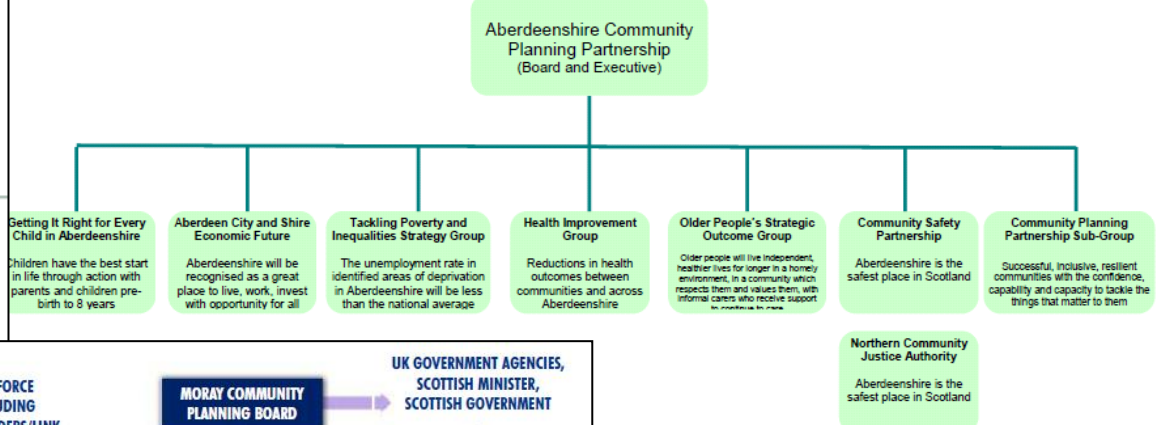 Aberdeenshire Community
Planning Partnership
(Board and Executive)
Getting It Right for Every
Child in Aberdeenshire
Children have the best start
in life through action with
parents and children pre-
birth to 8 years
Aberdeen City and Shire
Economic Future
Aberdeenshire will be
recognised as a great
place to live, work, invest
with opportunity for all
Tackling Poverty and
Inequalities Strategy Group
The unemployment rate in
identified areas of deprivation
in Aberdeenshire will be less
than the national average
Health Improvement
Group
Reductions in health
outcomes between
communities and across
Aberdeenshire
Older People's Strategic
Outcome Group
Older people will live independent,
healthier lives for longer in a homely
environment, in a community which
respects them and values them, with
informal carers who receive support
to continue to care
Community Safety
Partnership
Aberdeenshire is the
safest place in Scotland
Community Planning
Partnership Sub-Group
Successful, inclusive, resilient
communities with the confidence,
capability and capacity to tackle the
things that matter to them
Northern Community
Justice Authority
Aberdeenshire is the
safest place in Scotland
MORAY COMMUNITY
PLANNING BOARD
UK GOVERNMENT AGENCIES,
SCOTTISH MINISTER,
SCOTTISH GOVERNMENT